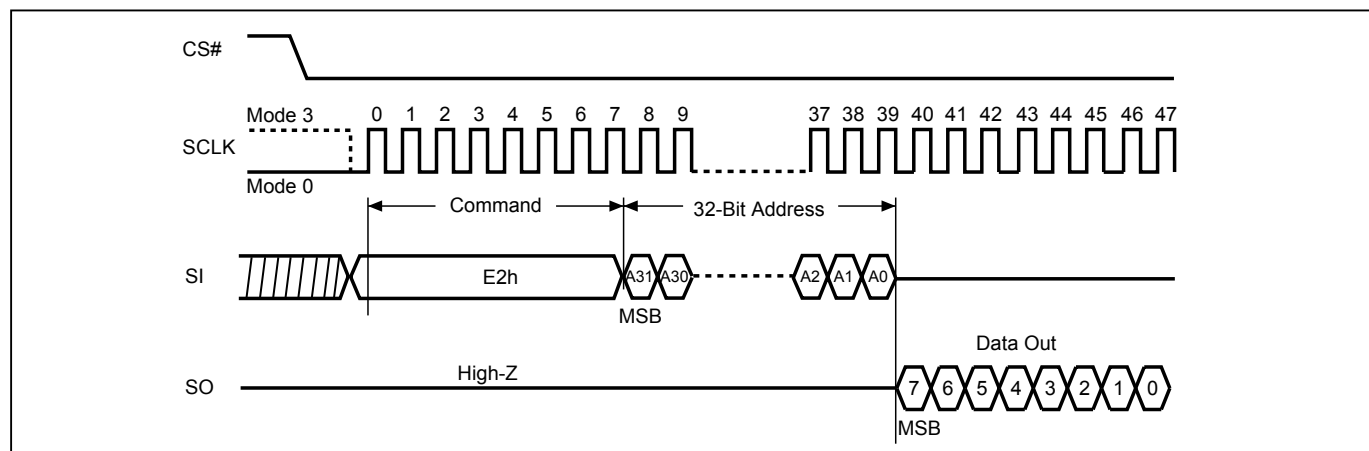 CS#
Mode 3
0 1 2 3 4 5 6 7 8 9 37 38 39 40 41 42 43 44 45 46 47
SCLK
Mode 0
Command 32-Bit Address
SI E2h A31 A30 A2 A1 A0
MSB
Data Out
High-Z
SO 7 6 5 4 3 2 1 0
MSB